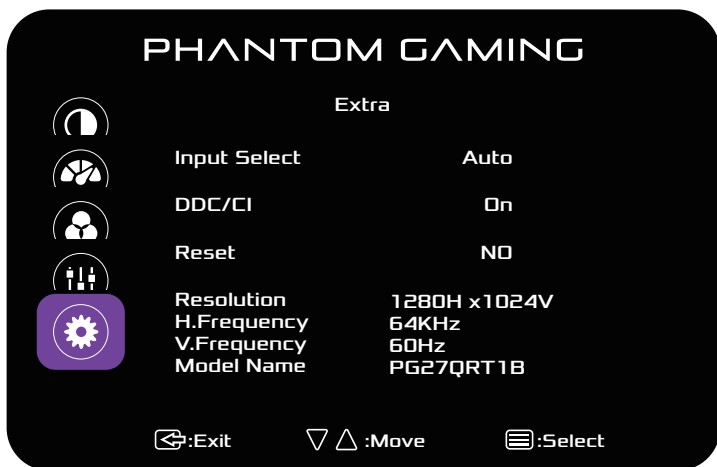 PHANTOM GAMING
Extra
Input Select Auto
DDC/CI On
Reset NO
Resolution 1280H x1024V
H.Frequency 64KHz
V.Frequency 60Hz
Model Name PG27QRT1B
:Exit :Move :Select